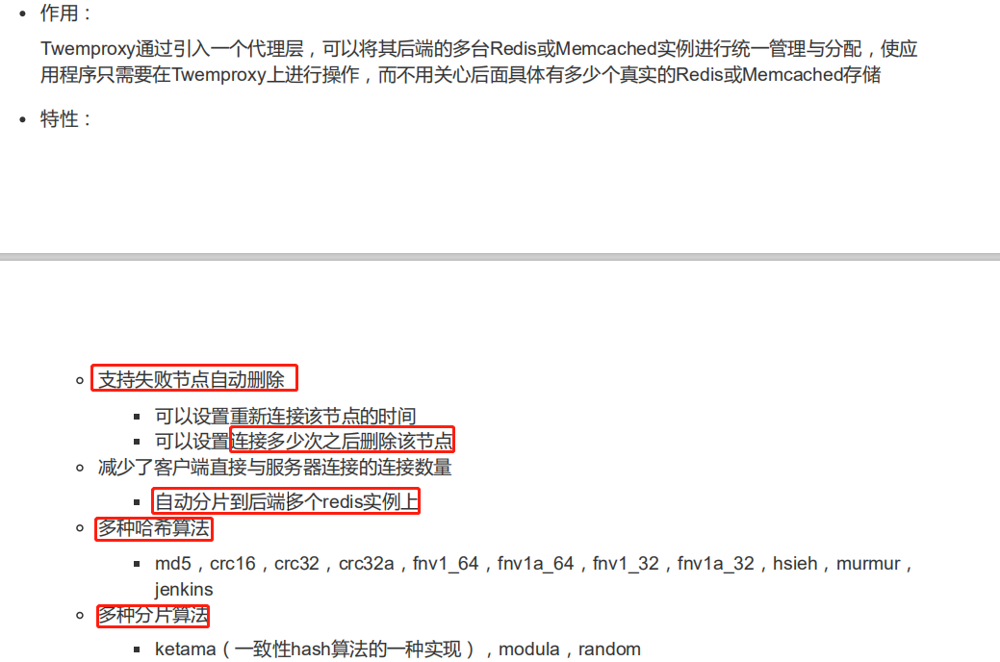 作用：
Twemproxy通过引入一个代理层，可以将其后端的多台Redis或Memcached实例进行统一管理与分配，使应
用程序只需要在Twemproxy上进行操作，而不用关心后面具体有多少个真实的Redis或Memcached存储
特性：
支持失败节点自动删除
可以设置重新连接该节点的时间
可以设置连接多少次之后删除该节点
减少了客户端直接与服务器连接的连接数量
自动分片到后端多个redis实例上
多种哈希算法
md5，crc16，crc32，crc32a，fnv1_64，fnv1a_64，fnv1_32，fnv1a_32，hsieh，murmur，
jenkins
多种分片算法
ketama（一致性hash算法的一种实现），modula，random